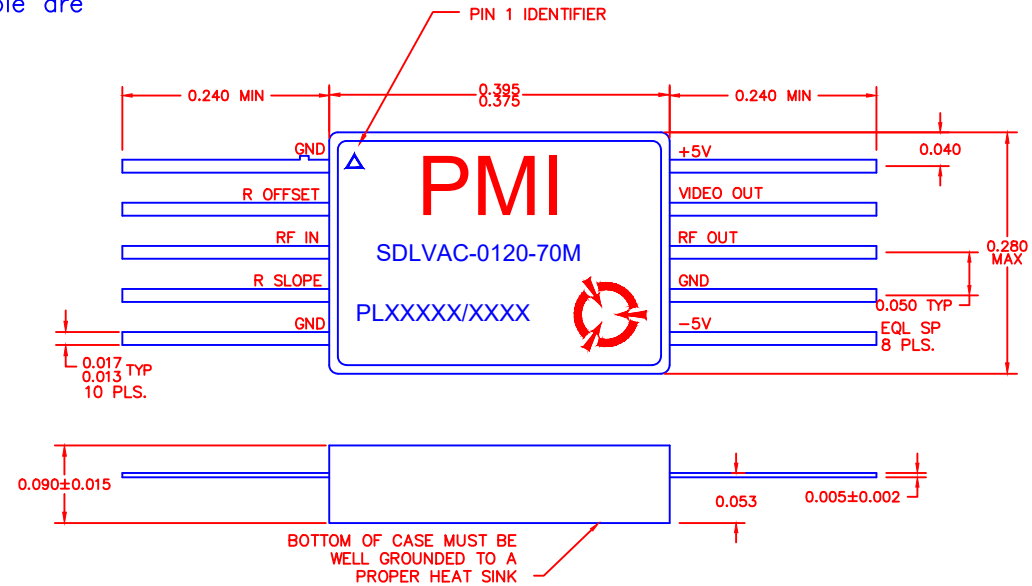 ble are
PIN 1 IDENTIFIER
0.240 MIN
0.395
0.375
0.240 MIN
GND
+5V
0.040
PMI
R OFFSET
VIDEO OUT
RF IN
SDLVAC-0120-70M
RF OUT
0.280
MAX
R SLOPE
GND
PLXXXXX/XXXX
0.050 TYP
GND
-5V
EQL SP
8 PLS.
0.017
0.013 TYP
10 PLS.
0.090±0.015
0.053
0.005±0.002
BOTTOM OF CASE MUST BE
WELL GROUNDED TO A
PROPER HEAT SINK